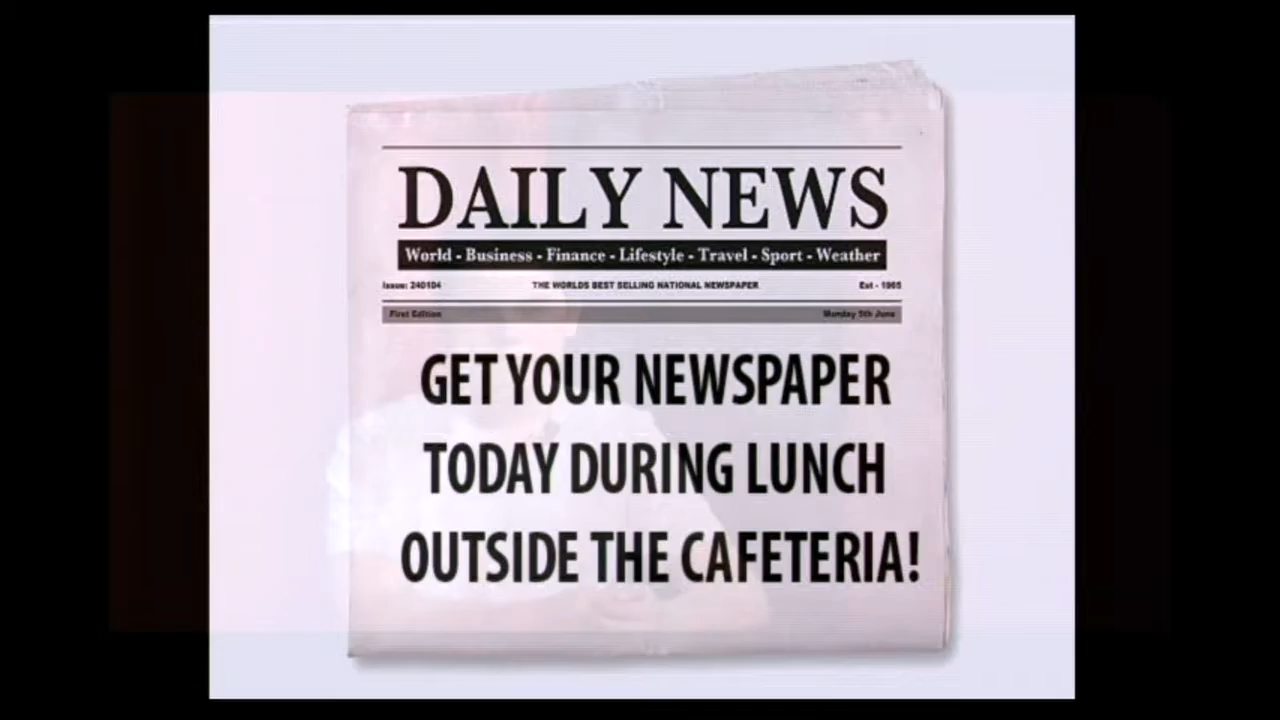 DAILY NEWS
World - Business - Finance - Lifestyle - Travel - Sport - Weather
Issue: 240104 THE WORLDS BEST SELLING NATIONAL NEWSPAPER Est - 1965
First Edition Monday 5th June
GET YOUR NEWSPAPER
TODAY DURING LUNCH
OUTSIDE THE CAFETERIA!